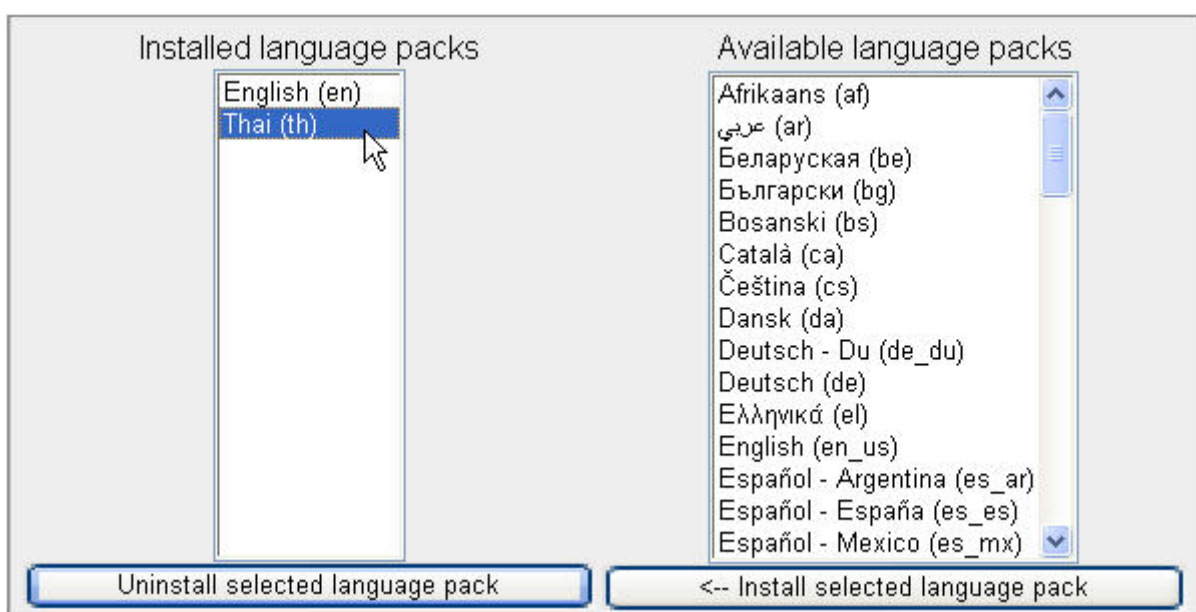 Installed language packs
English (en)
Thai (th)
Uninstall selected language pack
Available language packs
Afrikaans (af)
عربي (ar)
Беларуская (be)
Български (bg)
Bosanski (bs)
Català (ca)
Čeština (cs)
Dansk (da)
Deutsch - Du (de_du)
Deutsch (de)
Ελληνικά (el)
English (en_us)
Español - Argentina (es_ar)
Español - España (es_es)
Español - Mexico (es_mx)
<-- Install selected language pack